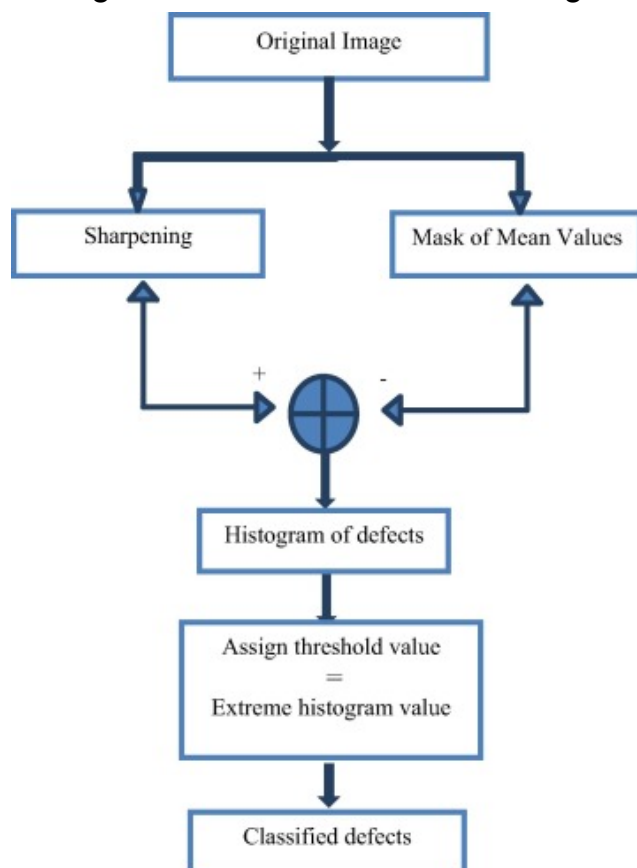 Original Image
Sharpening
Mask of Mean Values
+
-
Histogram of defects
Assign threshold value
=
Extreme histogram value
Classified defects